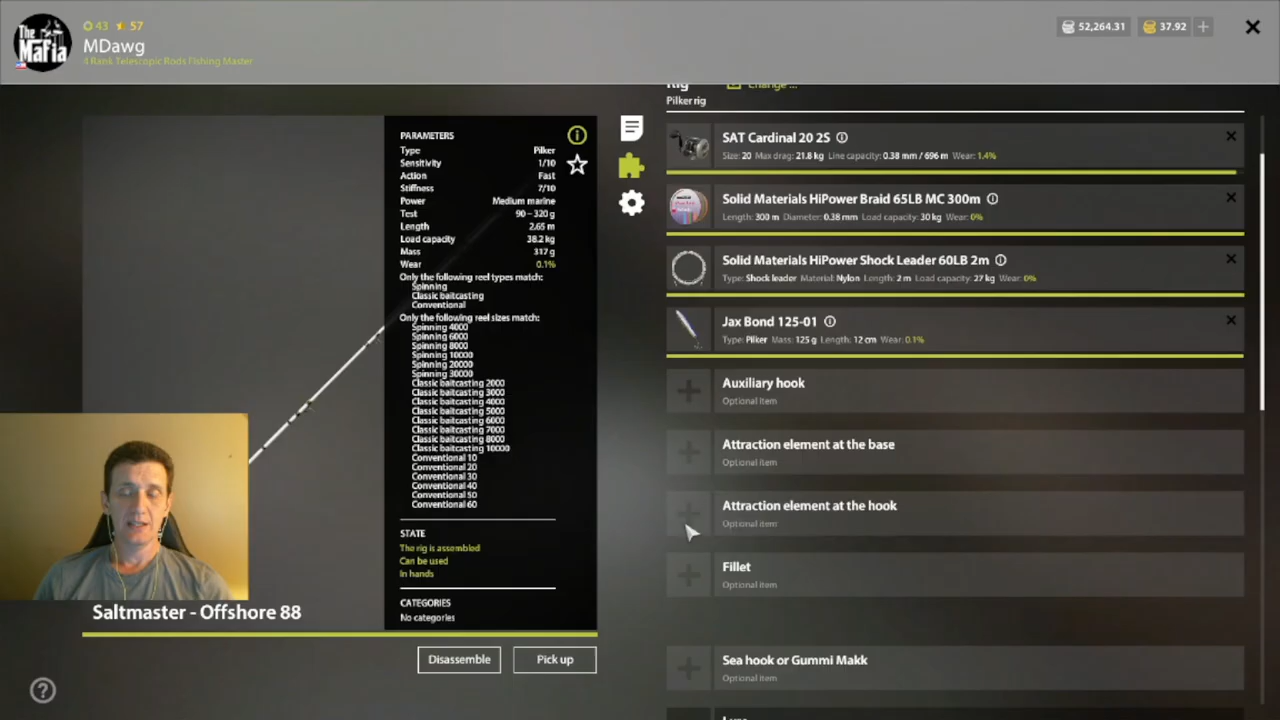 The Mafia
43 57
MDawg
4 Rank Telescopic Rods Fishing Master
52,264.31 37.92
Rig Change ...
Pilker rig
PARAMETERS
Type Pilker
Sensitivity 1/10
Action Fast
Stiffness 7/10
Power Medium marine
Test 90 – 320 g
Length 2.65 m
Load capacity 38.2 kg
Mass 317 g
Wear 0.1%
Only the following reel types match:
Spinning
Classic baitcasting
Conventional
Only the following reel sizes match:
Spinning 4000
Spinning 6000
Spinning 8000
Spinning 10000
Spinning 20000
Spinning 30000
Classic baitcasting 2000
Classic baitcasting 3000
Classic baitcasting 4000
Classic baitcasting 5000
Classic baitcasting 6000
Classic baitcasting 7000
Classic baitcasting 8000
Classic baitcasting 10000
Conventional 10
Conventional 20
Conventional 30
Conventional 40
Conventional 50
Conventional 60
STATE
The rig is assembled
Can be used
In hands
CATEGORIES
No categories
Saltmaster - Offshore 88
Disassemble Pick up
SAT Cardinal 20 2S
Size: 20 Max drag: 21.8 kg Line capacity: 0.38 mm / 696 m Wear: 1.4%
Solid Materials HiPower Braid 65LB MC 300m
Length: 300 m Diameter: 0.38 mm Load capacity: 30 kg Wear: 0%
Solid Materials HiPower Shock Leader 60LB 2m
Type: Shock leader Material: Nylon Length: 2 m Load capacity: 27 kg Wear: 0%
Jax Bond 125-01
Type: Pilker Mass: 125 g Length: 12 cm Wear: 0.1%
Auxiliary hook
Optional item
Attraction element at the base
Optional item
Attraction element at the hook
Optional item
Fillet
Optional item
Sea hook or Gummi Makk
Optional item